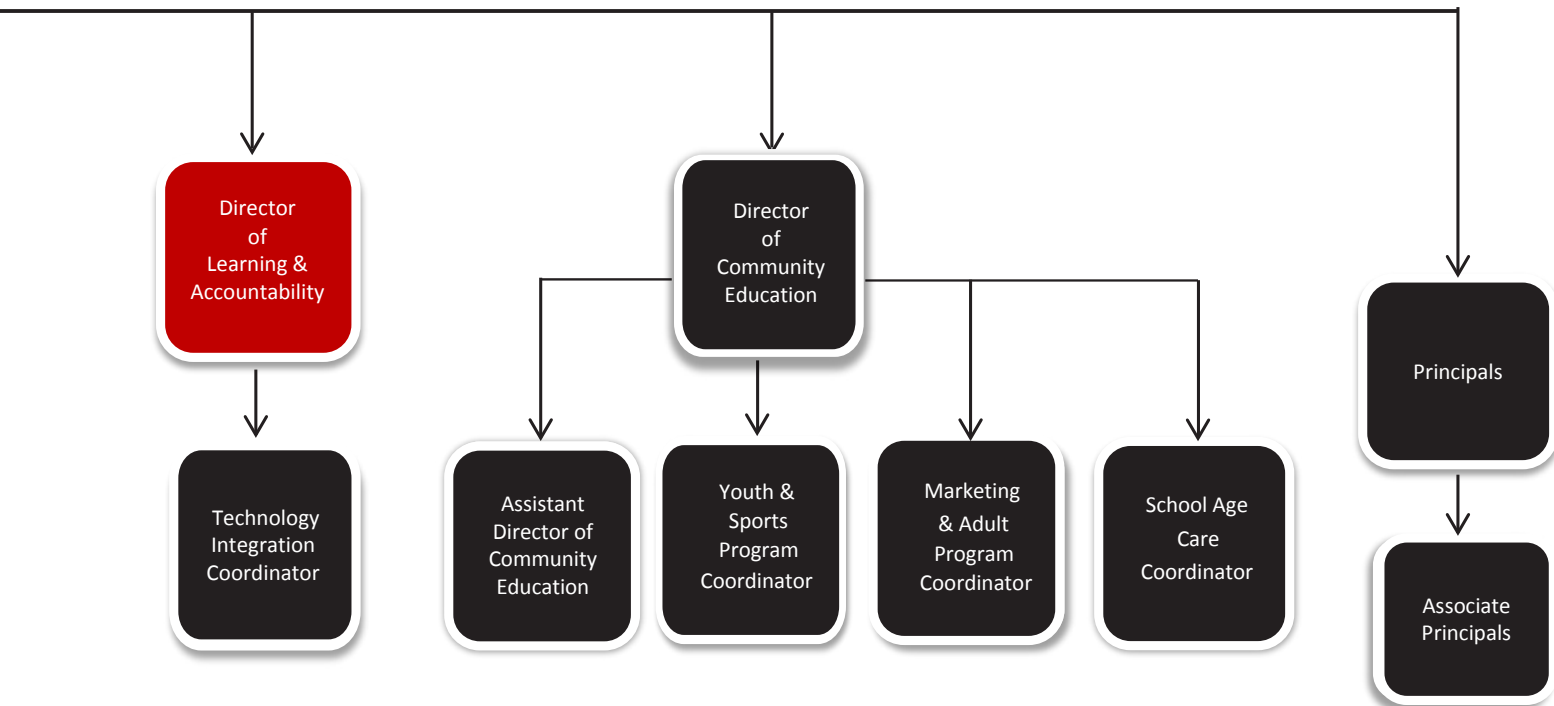 Director
of
Learning &
Accountability
Director
of
Community
Education
Principals
Technology
Integration
Coordinator
Assistant
Director of
Community
Education
Youth &
Sports
Program
Coordinator
Marketing
& Adult
Program
Coordinator
School Age
Care
Coordinator
Associate
Principals